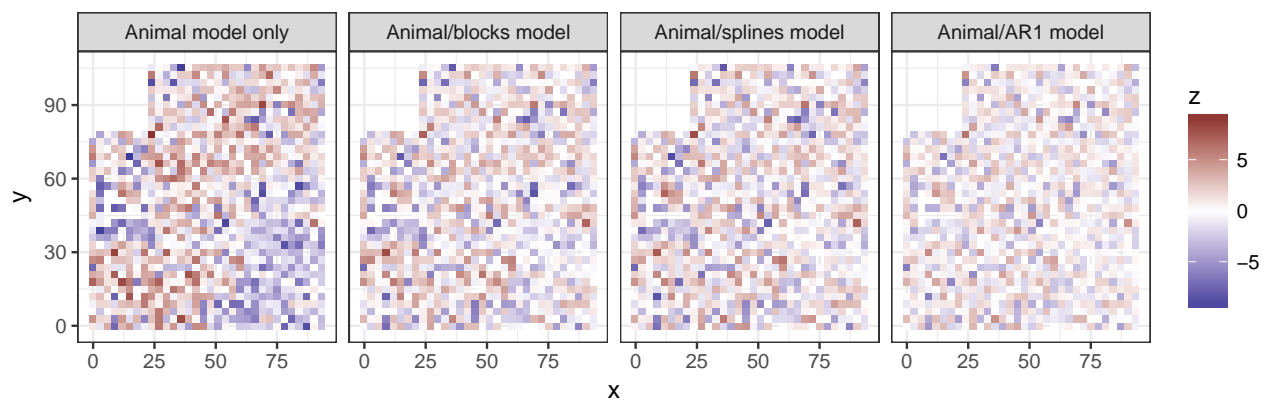 Animal model only Animal/blocks model Animal/splines model Animal/AR1 model
z
90
60
30
0
5
0
−5
y
0 25 50 75 0 25 50 75 0 25 50 75 0 25 50 75
x